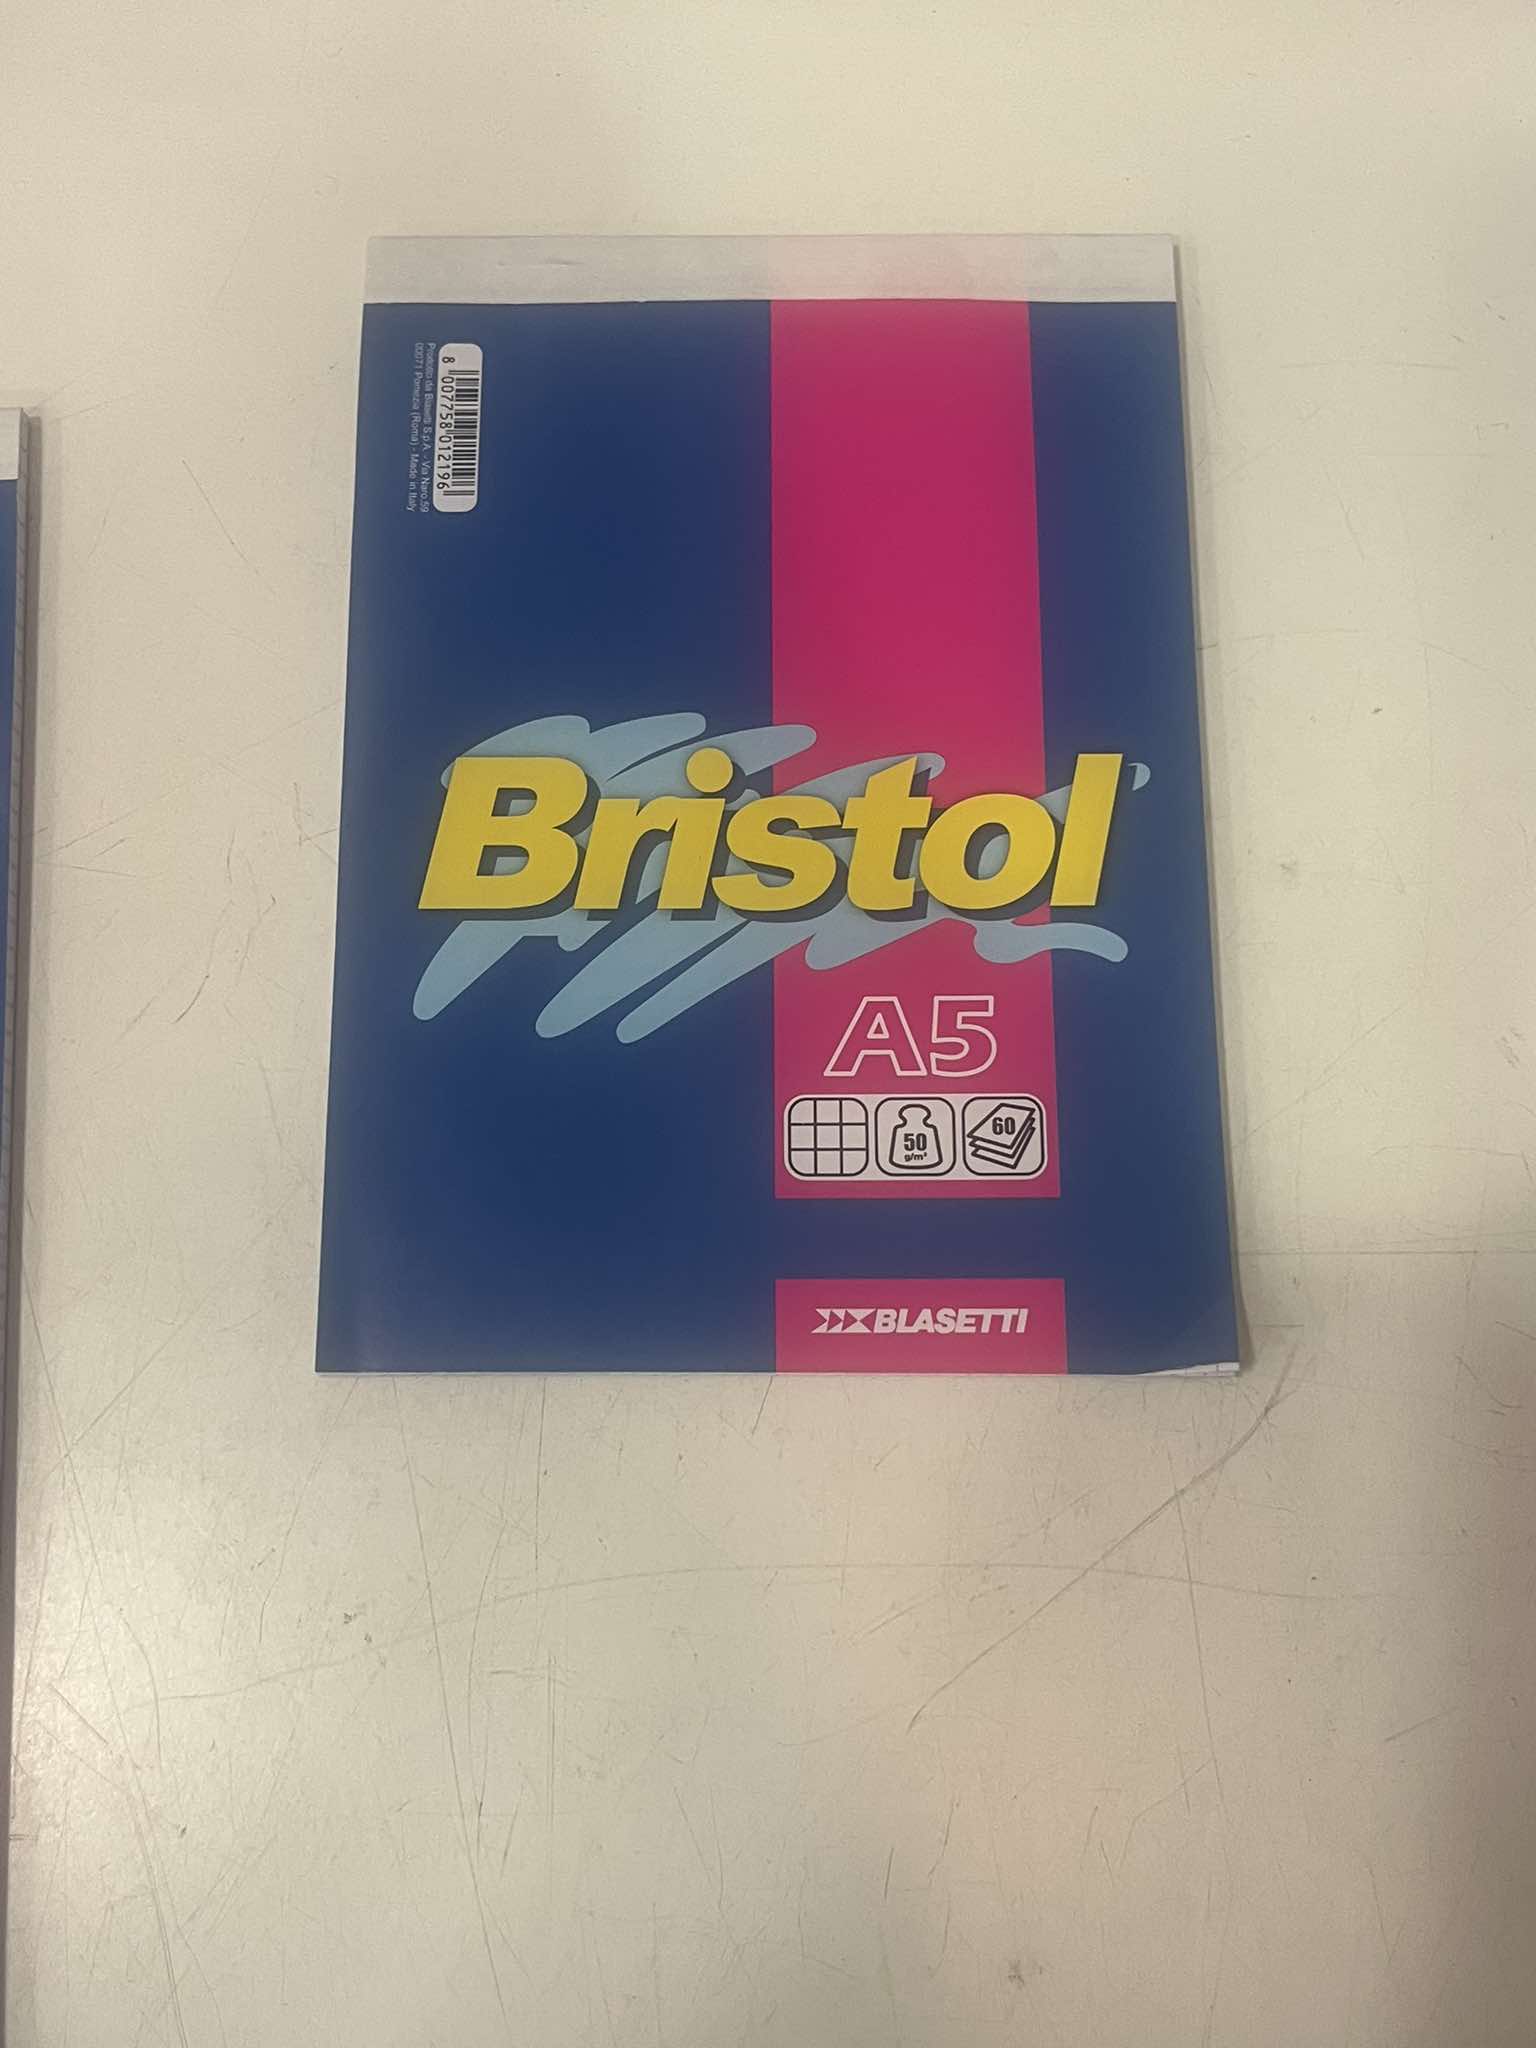 8 007758 012196
Prodotto da Blasetti S.p.A. - Via Naro,59
00071 Pomezia (Roma) - Made in Italy
Bristol
A5
50
g/m²
60
BLASETTI